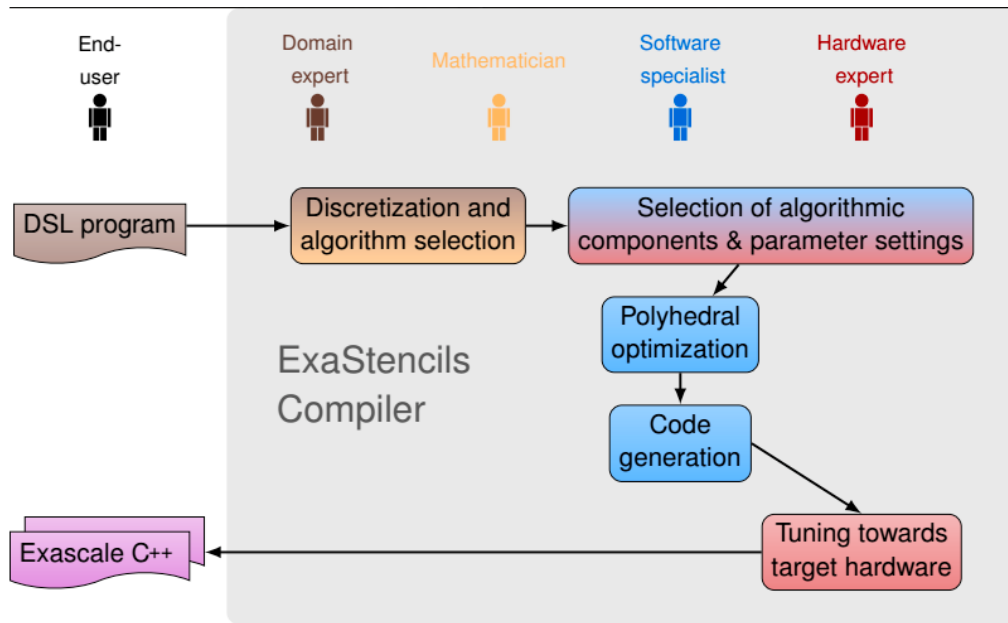 End-
user
Domain
expert
Mathematician
Software
specialist
Hardware
expert
DSL program
Discretization and
algorithm selection
Selection of algorithmic
components & parameter settings
Polyhedral
optimization
ExaStencils
Compiler
Code
generation
Exascale C++
Tuning towards
target hardware